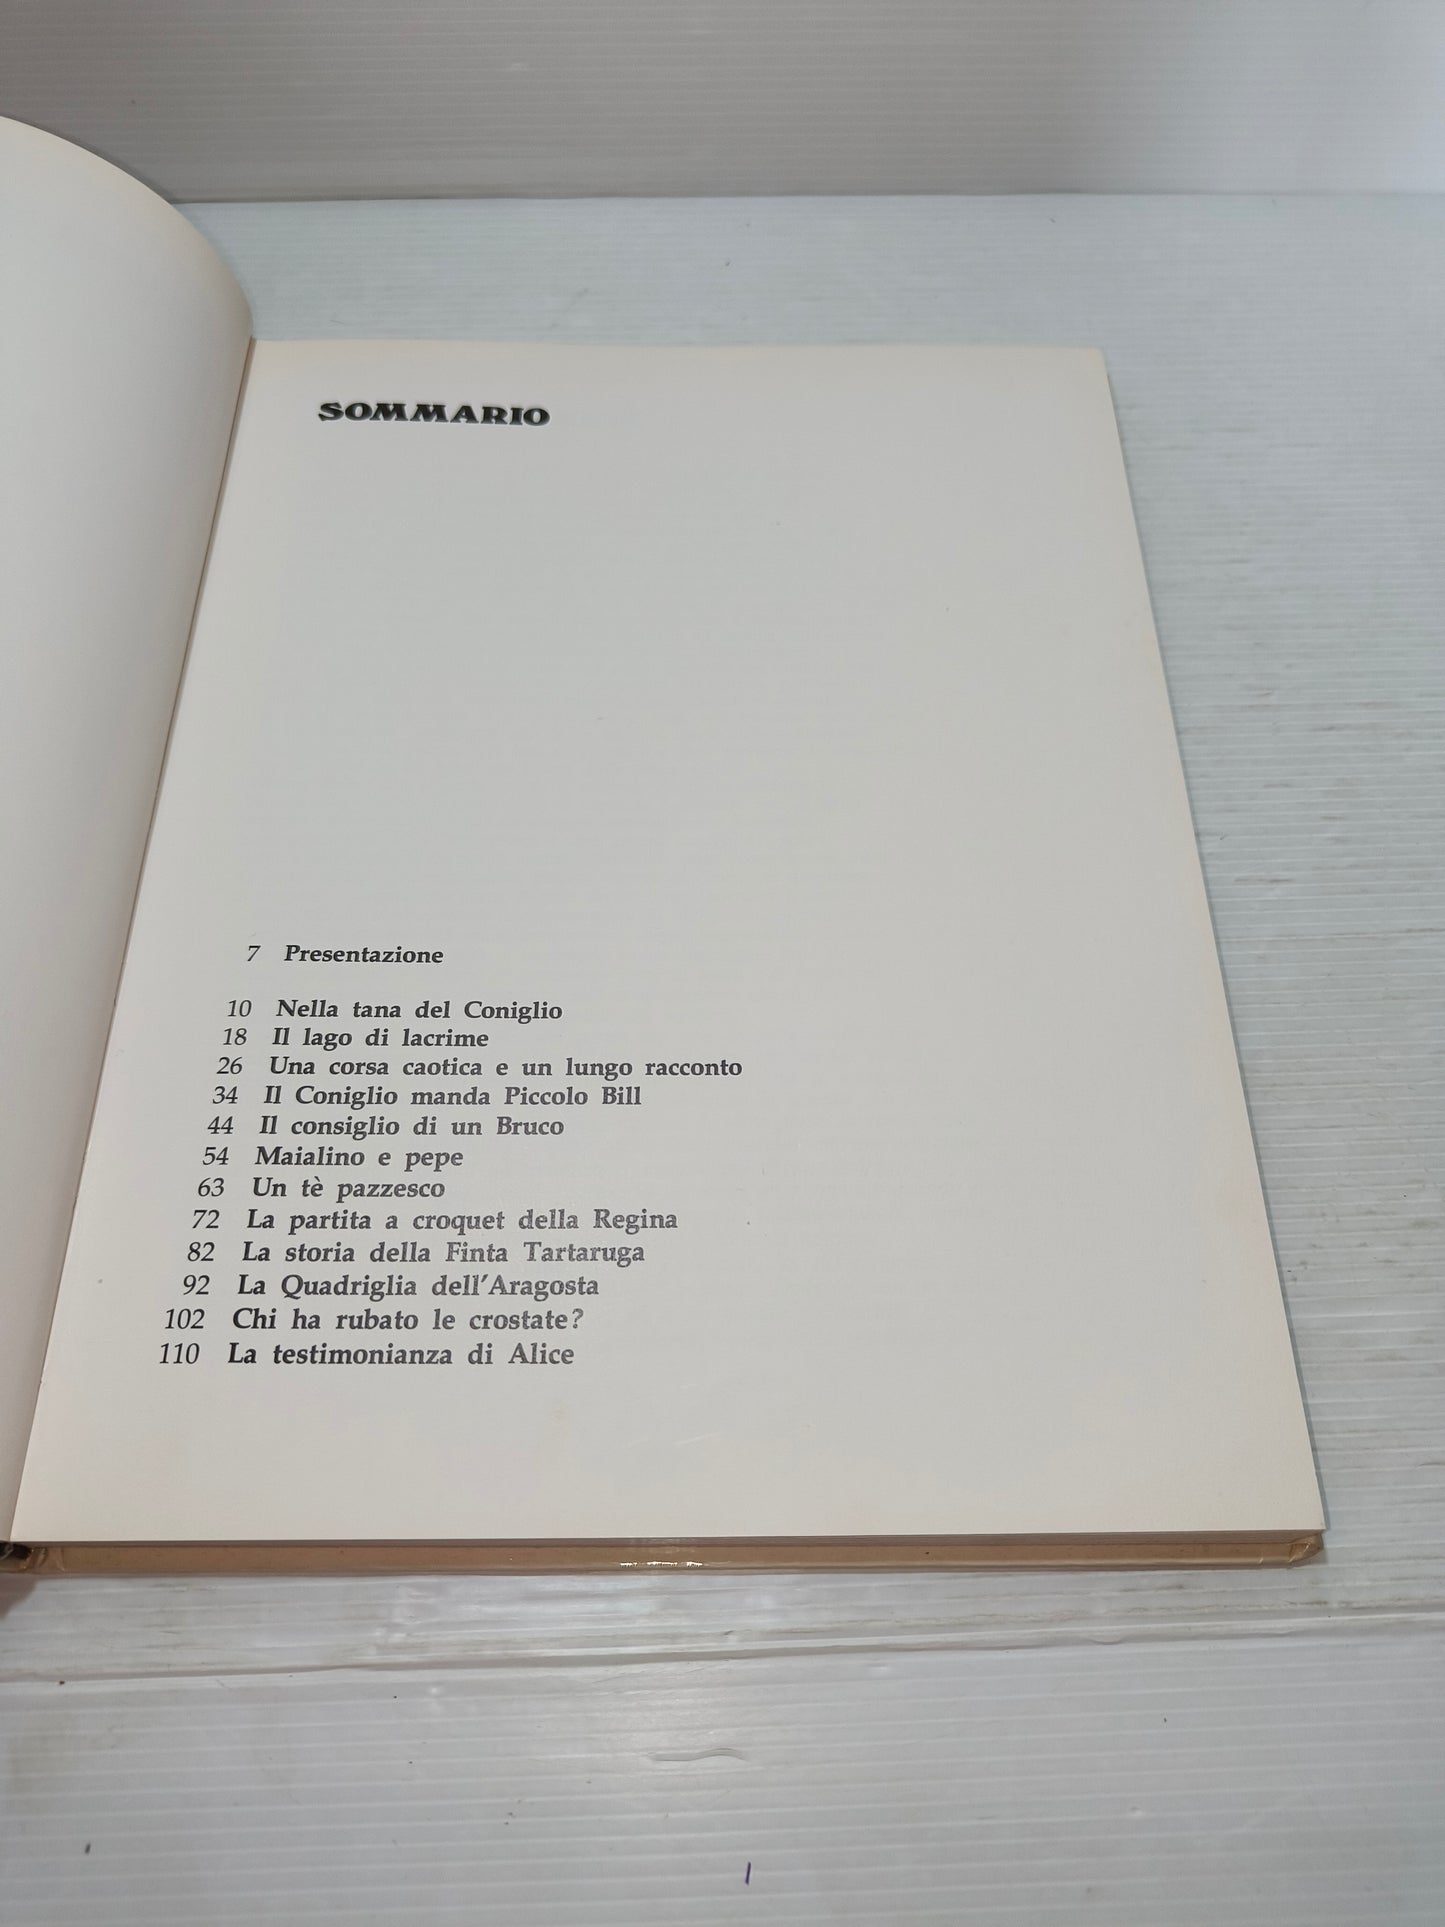 SOMMARIO
7 Presentazione
10 Nella tana del Coniglio
18 Il lago di lacrime
26 Una corsa caotica e un lungo racconto
34 Il Coniglio manda Piccolo Bill
44 Il consiglio di un Bruco
54 Maialino e pepe
63 Un tè pazzesco
72 La partita a croquet della Regina
82 La storia della Finta Tartaruga
92 La Quadriglia dell'Aragosta
102 Chi ha rubato le crostate?
110 La testimonianza di Alice